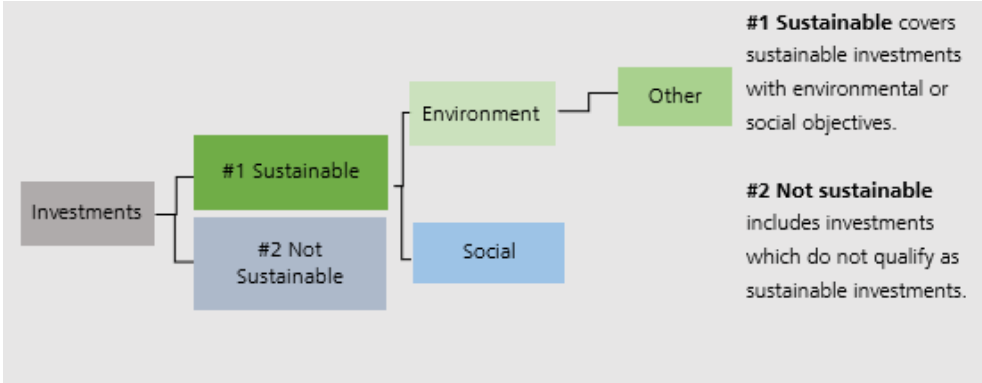 Investments
#1 Sustainable
#2 Not
Sustainable
Environment
Social
Other
#1 Sustainable covers
sustainable investments
with environmental or
social objectives.
#2 Not sustainable
includes investments
which do not qualify as
sustainable investments.